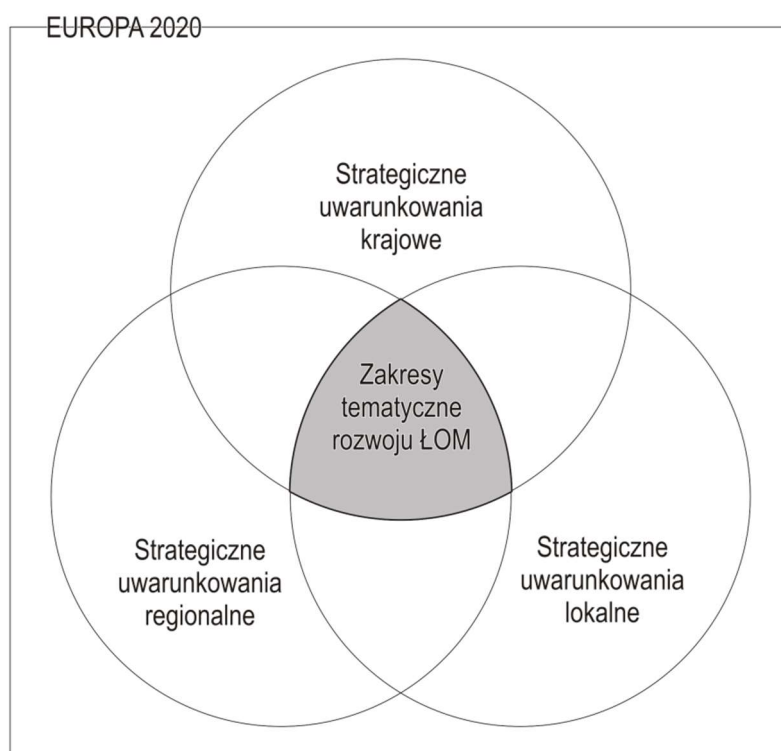 EUROPA 2020
Strategiczne
uwarunkowania
krajowe
Zakresy
tematyczne
rozwoju ŁOM
Strategiczne
uwarunkowania
regionalne
Strategiczne
uwarunkowania
lokalne